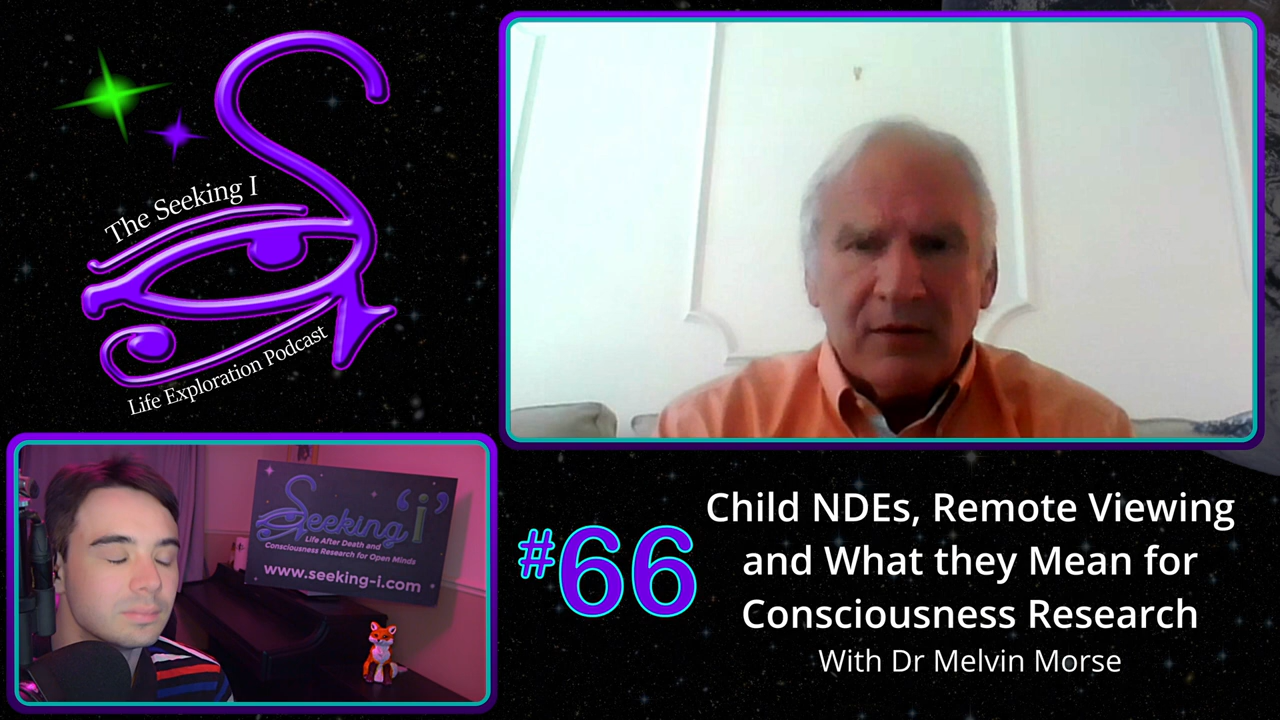 The Seeking I
Life Exploration Podcast
Seeking 'i'
Life After Death and
Consciousness Research for Open Minds
www.seeking-i.com
#66
Child NDEs, Remote Viewing
and What they Mean for
Consciousness Research
With Dr Melvin Morse